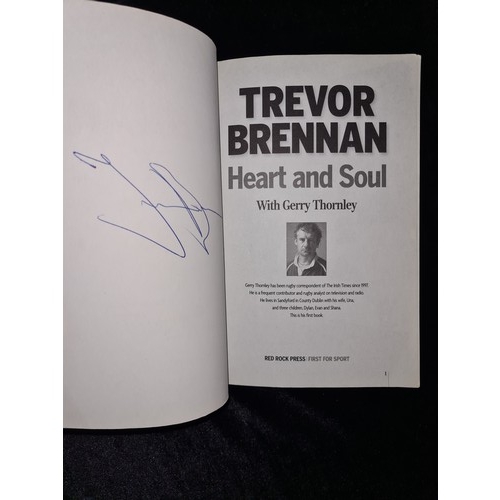 TREVOR
BRENNAN
Heart and Soul
With Gerry Thornley
Gerry Thornley has been rugby correspondent of The Irish Times since 1997.
He is a frequent contributor and rugby analyst on television and radio.
He lives in Sandyford in County Dublin with his wife, Una,
and three children, Dylan, Evan and Shana.
This is his first book
RED ROCK PRESS: FIRST FOR SPORT
1